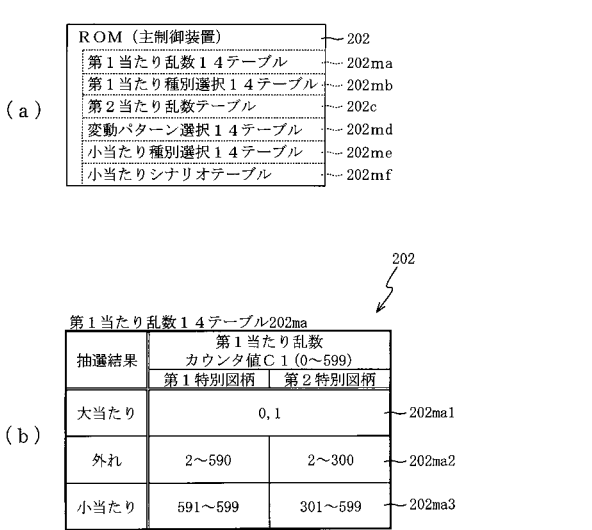 (a)
ROM(主制御装置) 202
第1当たり乱数14テーブル 202ma
第1当たり種別選択14テーブル 202mb
第2当たり乱数テーブル 202c
変動パターン選択14テーブル 202md
小当たり種別選択14テーブル 202me
小当たりシナリオテーブル 202mf
(b)
202
第1当たり乱数14テーブル202ma
抽選結果
第1当たり乱数
カウンタ値C1(0~599)
第1特別図柄 第2特別図柄
大当たり 0,1 202ma1
外れ 2~590 2~300 202ma2
小当たり 591~599 301~599 202ma3